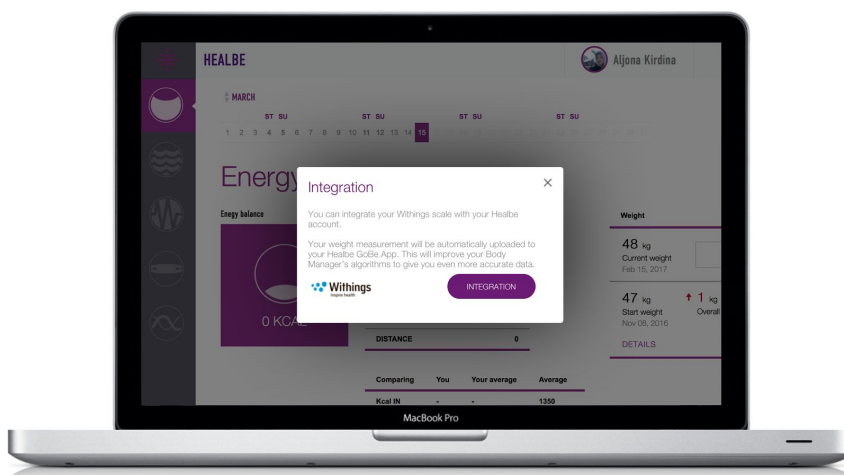 HEALBE
Aljona Kirdina
MARCH
ST SU ST SU ST SU ST SU
1 2 3 4 5 6 7 8 9 10 11 12 13 14 15
Energy
Integration
You can integrate your Withings scale with your Healbe
account.
Your weight measurement will be automatically uploaded to
your Healbe GoBe App. This will improve your Body
Manager's algorithms to give you even more accurate data.
Withings
Inspire health
INTEGRATION
Enegy balance
0 KCAL
DISTANCE 0
Comparing You Your average Average
Kcal IN - - 1350
Weight
48 kg
Current weight
Feb 15, 2017
47 kg 1 kg
Start weight Overall
Nov 08, 2016
DETAILS
MacBook Pro